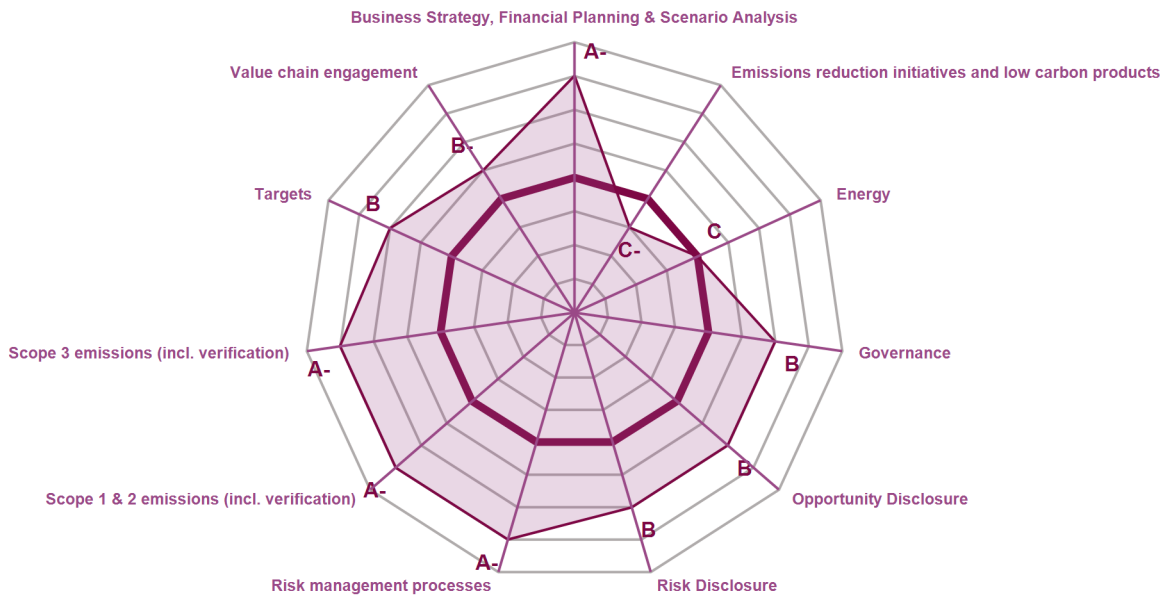 Business Strategy, Financial Planning & Scenario Analysis
A-
Value chain engagement
Emissions reduction initiatives and low carbon products
B-
Targets
B
Energy
C
C-
Scope 3 emissions (incl. verification)
A-
Governance
B
Scope 1 & 2 emissions (incl. verification)
A-
B
Opportunity Disclosure
Risk management processes
A-
B
Risk Disclosure